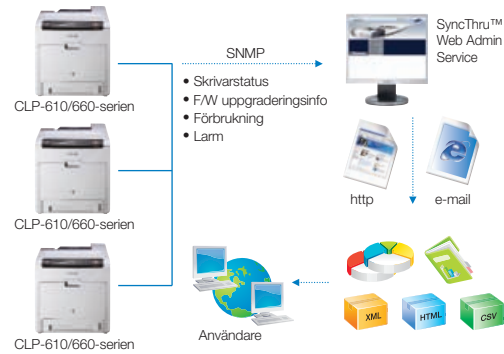 SNMP
• Skrivarstatus
• F/W uppgraderingsinfo
• Förbrukning
• Larm
CLP-610/660-serien
CLP-610/660-serien
CLP-610/660-serien
SyncThru™
Web Admin
Service
http
e-mail
Användare
XML
HTML
CSV